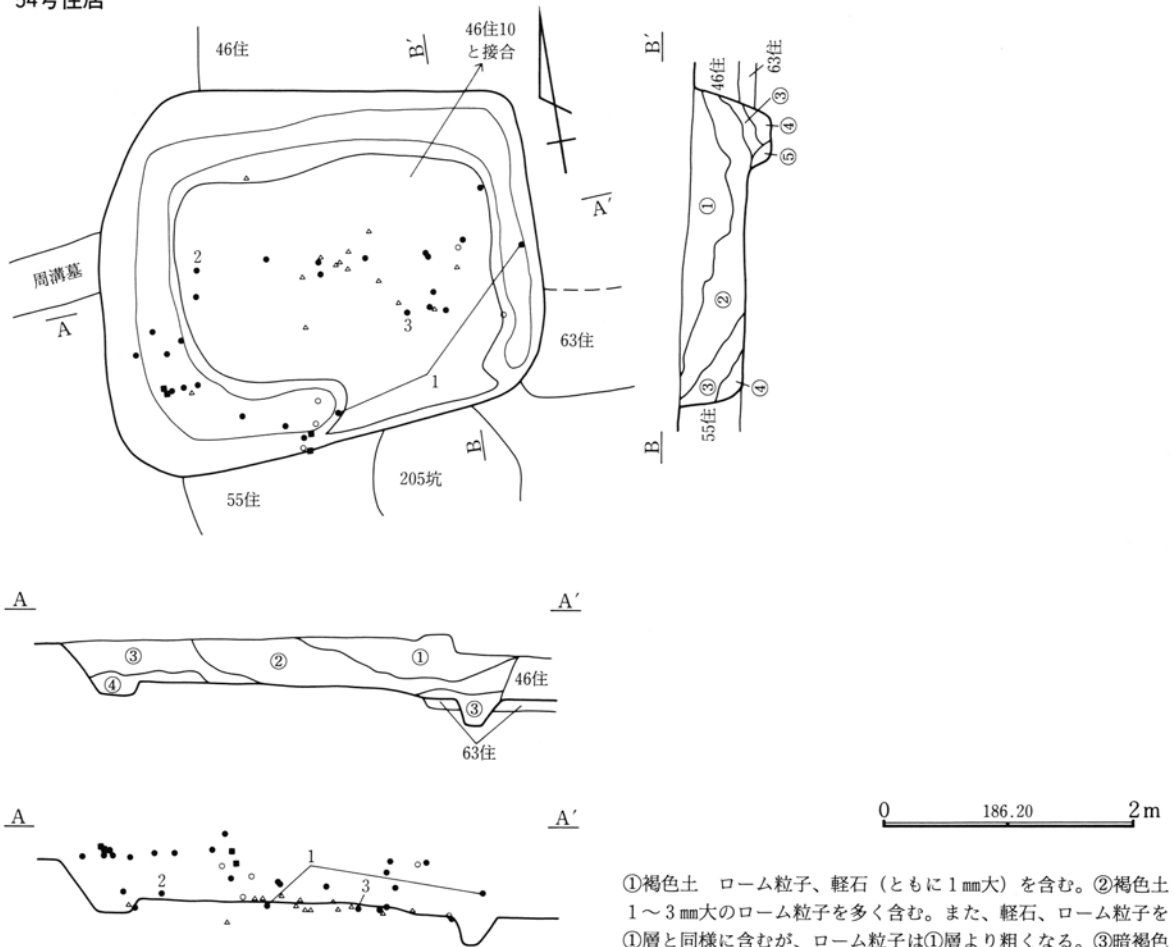 54号住居
46住
B′
46住10
と接合
A′
周溝墓
A
2
3
1
63住
B
205坑
55住
B′
46住
63住
③
④
⑤
①
②
③
④
55住
B
A
A′
③
②
①
④
46住
③
63住
A
A′
1
2
3
0
186.20
2m
①褐色土 ローム粒子、軽石（ともに1㎜大）を含む。②褐色土
1～3㎜大のローム粒子を多く含む。また、軽石、ローム粒子を
①層と同様に含むが、ローム粒子は①層より粗くなる。③暗褐色